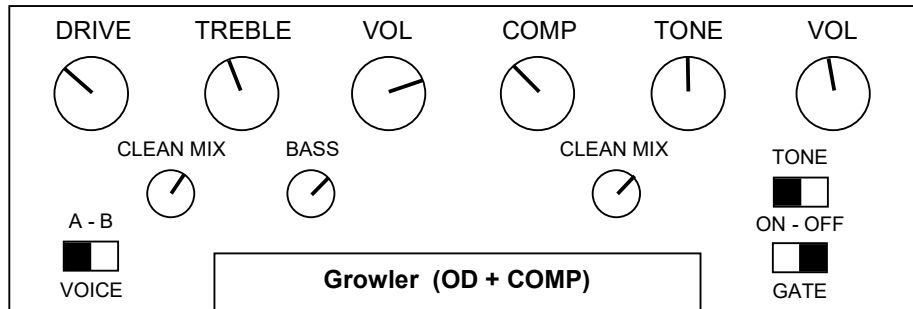 DRIVE TREBLE VOL COMP TONE VOL
CLEAN MIX BASS CLEAN MIX TONE
A - B ON - OFF
VOICE GATE
Growler (OD + COMP)